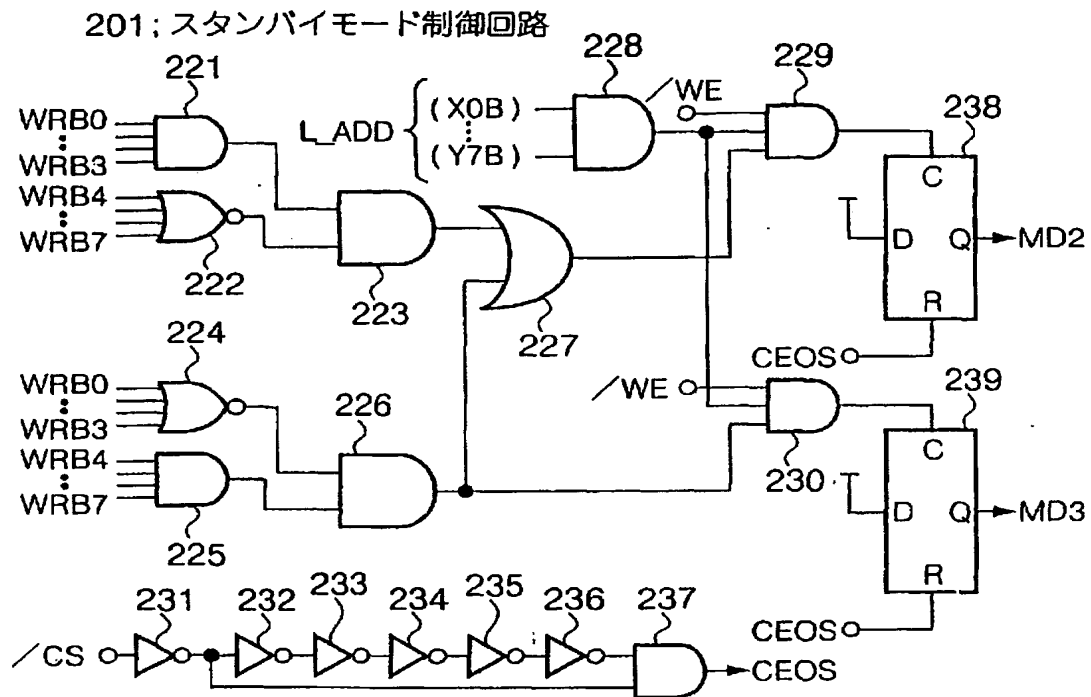 201; スタンバイモード制御回路
221
WRB0
WRB3
WRB4
WRB7
222
223
L_ADD
(X0B)
(Y7B)
228
/WE
229
238
C
D
Q
MD2
R
CEOS
227
224
WRB0
WRB3
WRB4
WRB7
225
226
/WE
230
239
C
D
Q
MD3
R
CEOS
231
232
233
234
235
236
237
/CS
CEOS